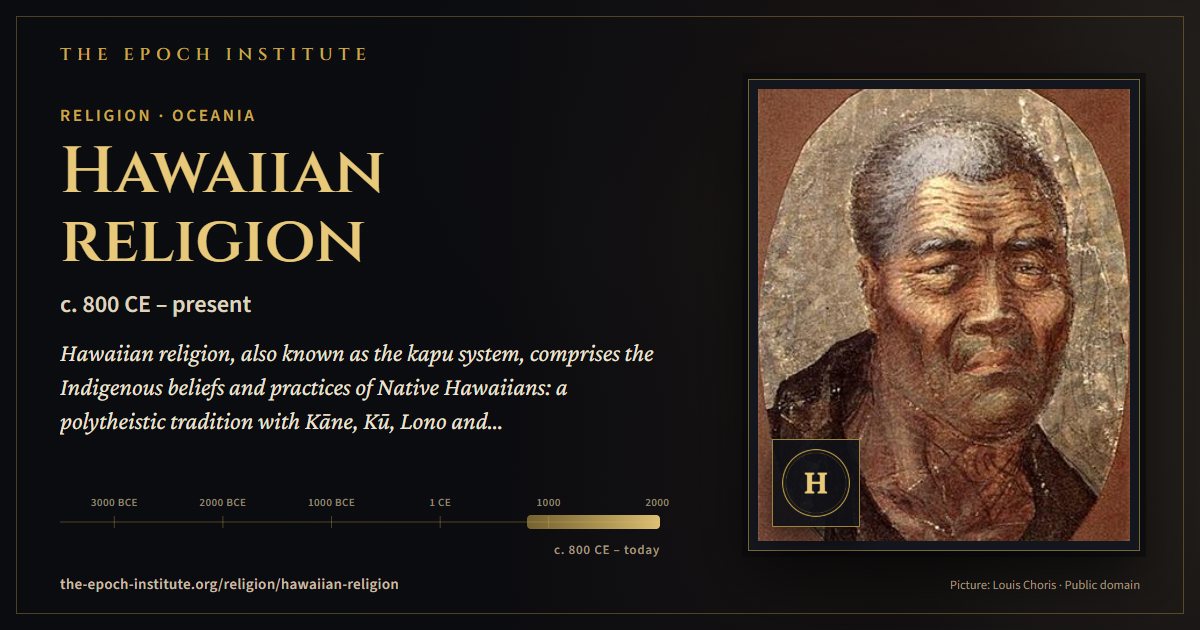 THE EPOCH INSTITUTE
RELIGION · OCEANIA
HAWAIIAN
RELIGION
c. 800 CE – present
Hawaiian religion, also known as the kapu system, comprises the
Indigenous beliefs and practices of Native Hawaiians: a
polytheistic tradition with Kāne, Kū, Lono and...
3000 BCE 2000 BCE 1000 BCE 1 CE 1000 2000
c. 800 CE – today
the-epoch-institute.org/religion/hawaiian-religion
H
Picture: Louis Choris · Public domain